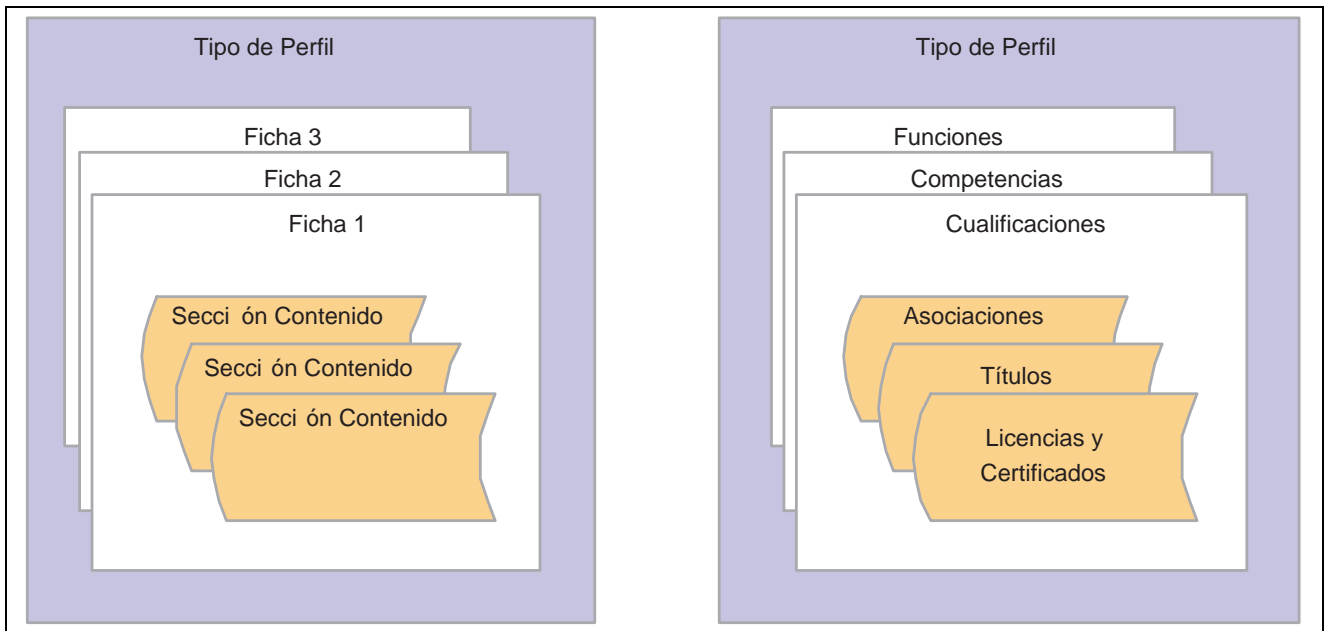 Tipo de Perfil
Ficha 3
Ficha 2
Ficha 1
Secci ón Contenido
Secci ón Contenido
Secci ón Contenido
Tipo de Perfil
Funciones
Competencias
Cualificaciones
Asociaciones
Títulos
Licencias y
Certificados